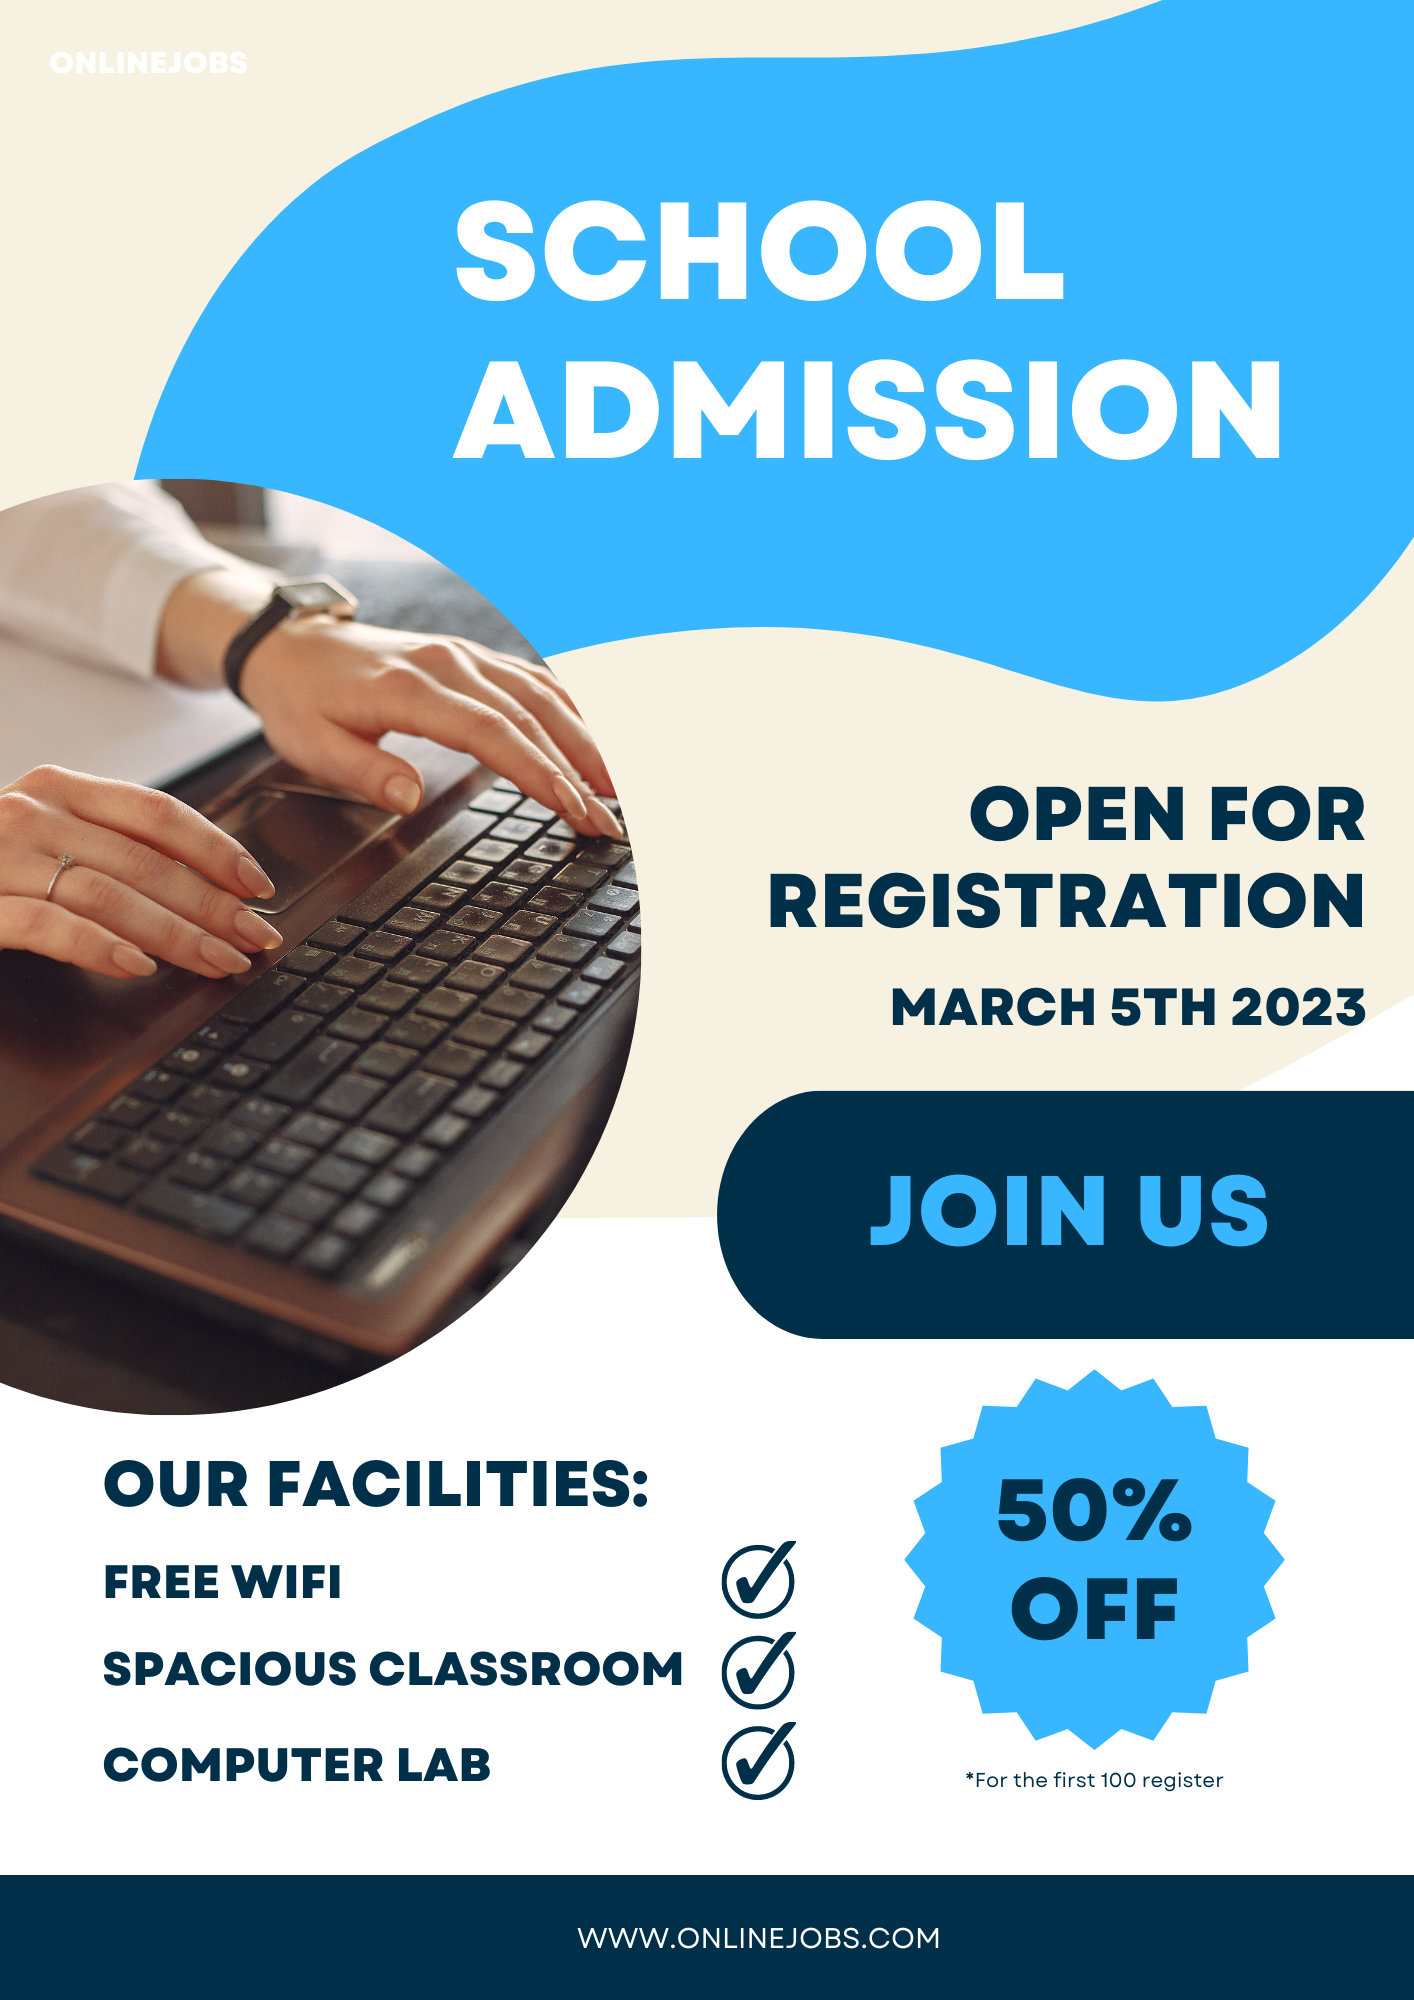 ONLINEJOBS
SCHOOL
ADMISSION
OPEN FOR
REGISTRATION
MARCH 5TH 2023
JOIN US
OUR FACILITIES:
FREE WIFI
SPACIOUS CLASSROOM
COMPUTER LAB
50%
OFF
*For the first 100 register
WWW.ONLINEJOBS.COM